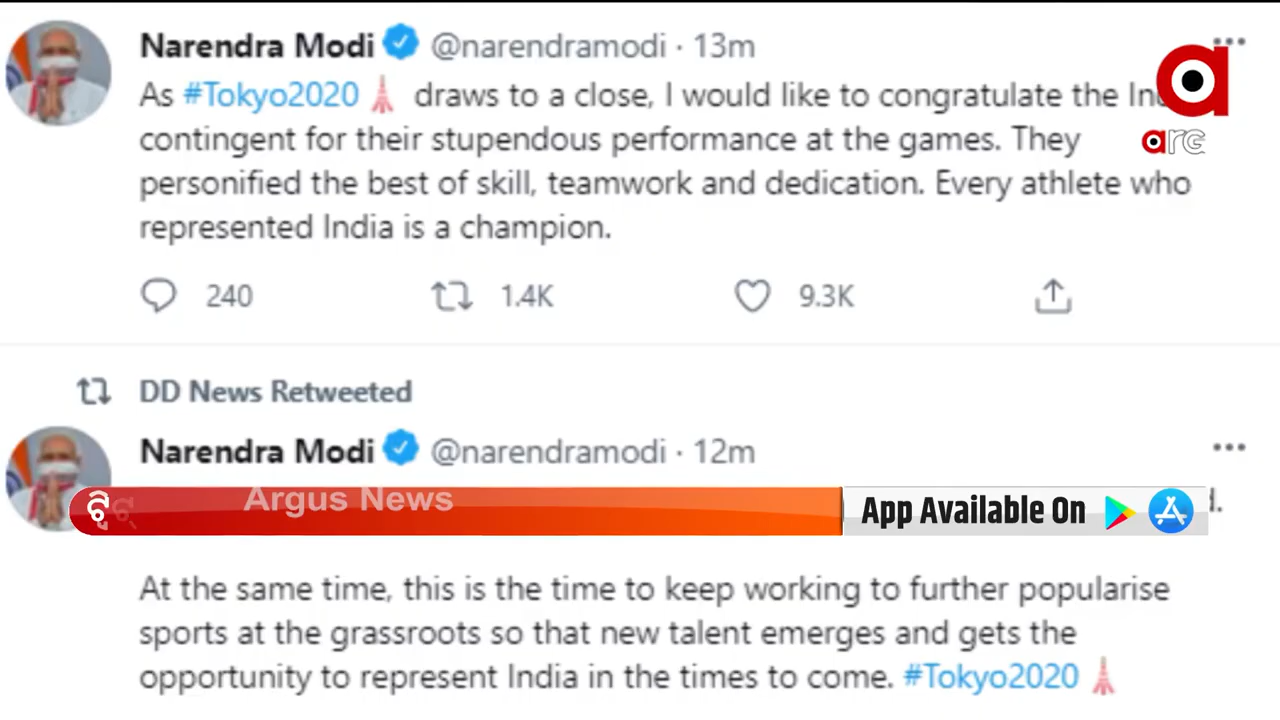 Narendra Modi @narendramodi · 13m
As #Tokyo2020 draws to a close, I would like to congratulate the
contingent for their stupendous performance at the games. They
personified the best of skill, teamwork and dedication. Every athlete who
represented India is a champion.
240 1.4K 9.3K
arg
DD News Retweeted
Narendra Modi @narendramodi · 12m
Argus News
App Available On
At the same time, this is the time to keep working to further popularise
sports at the grassroots so that new talent emerges and gets the
opportunity to represent India in the times to come. #Tokyo2020